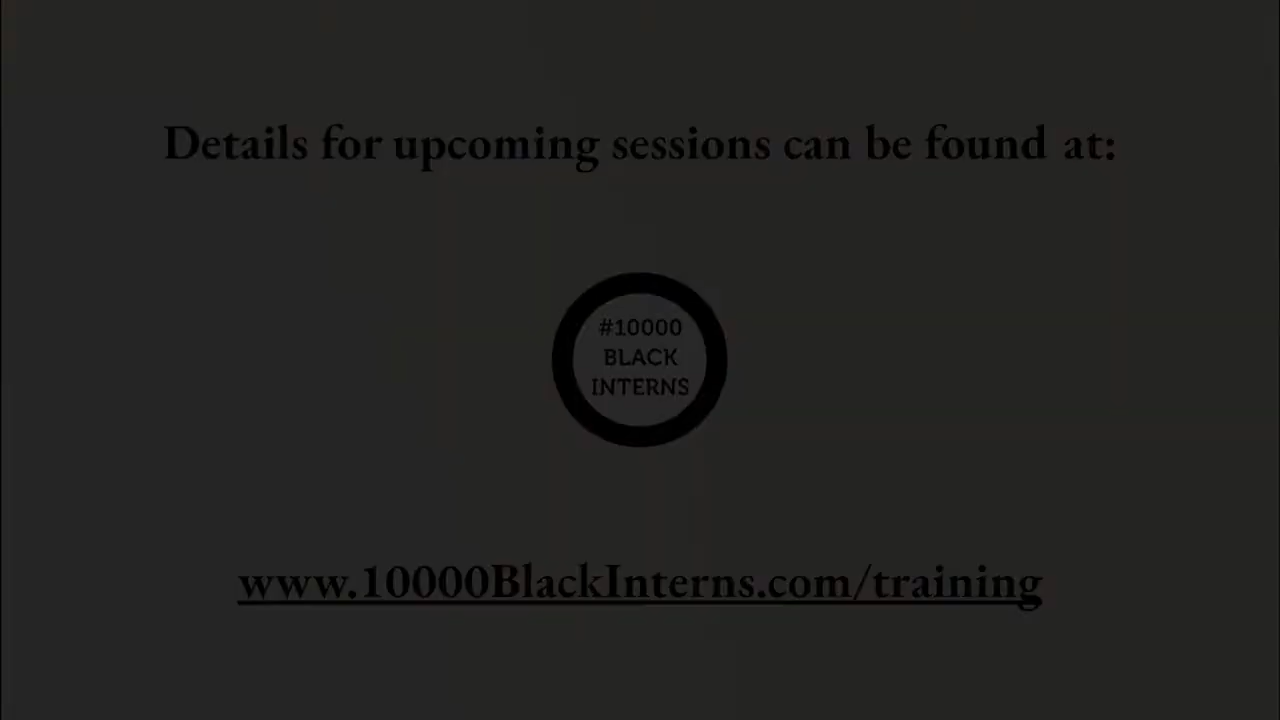 Details for upcoming sessions can be found at:
#10000
BLACK
INTERNS
www.10000BlackInterns.com/training